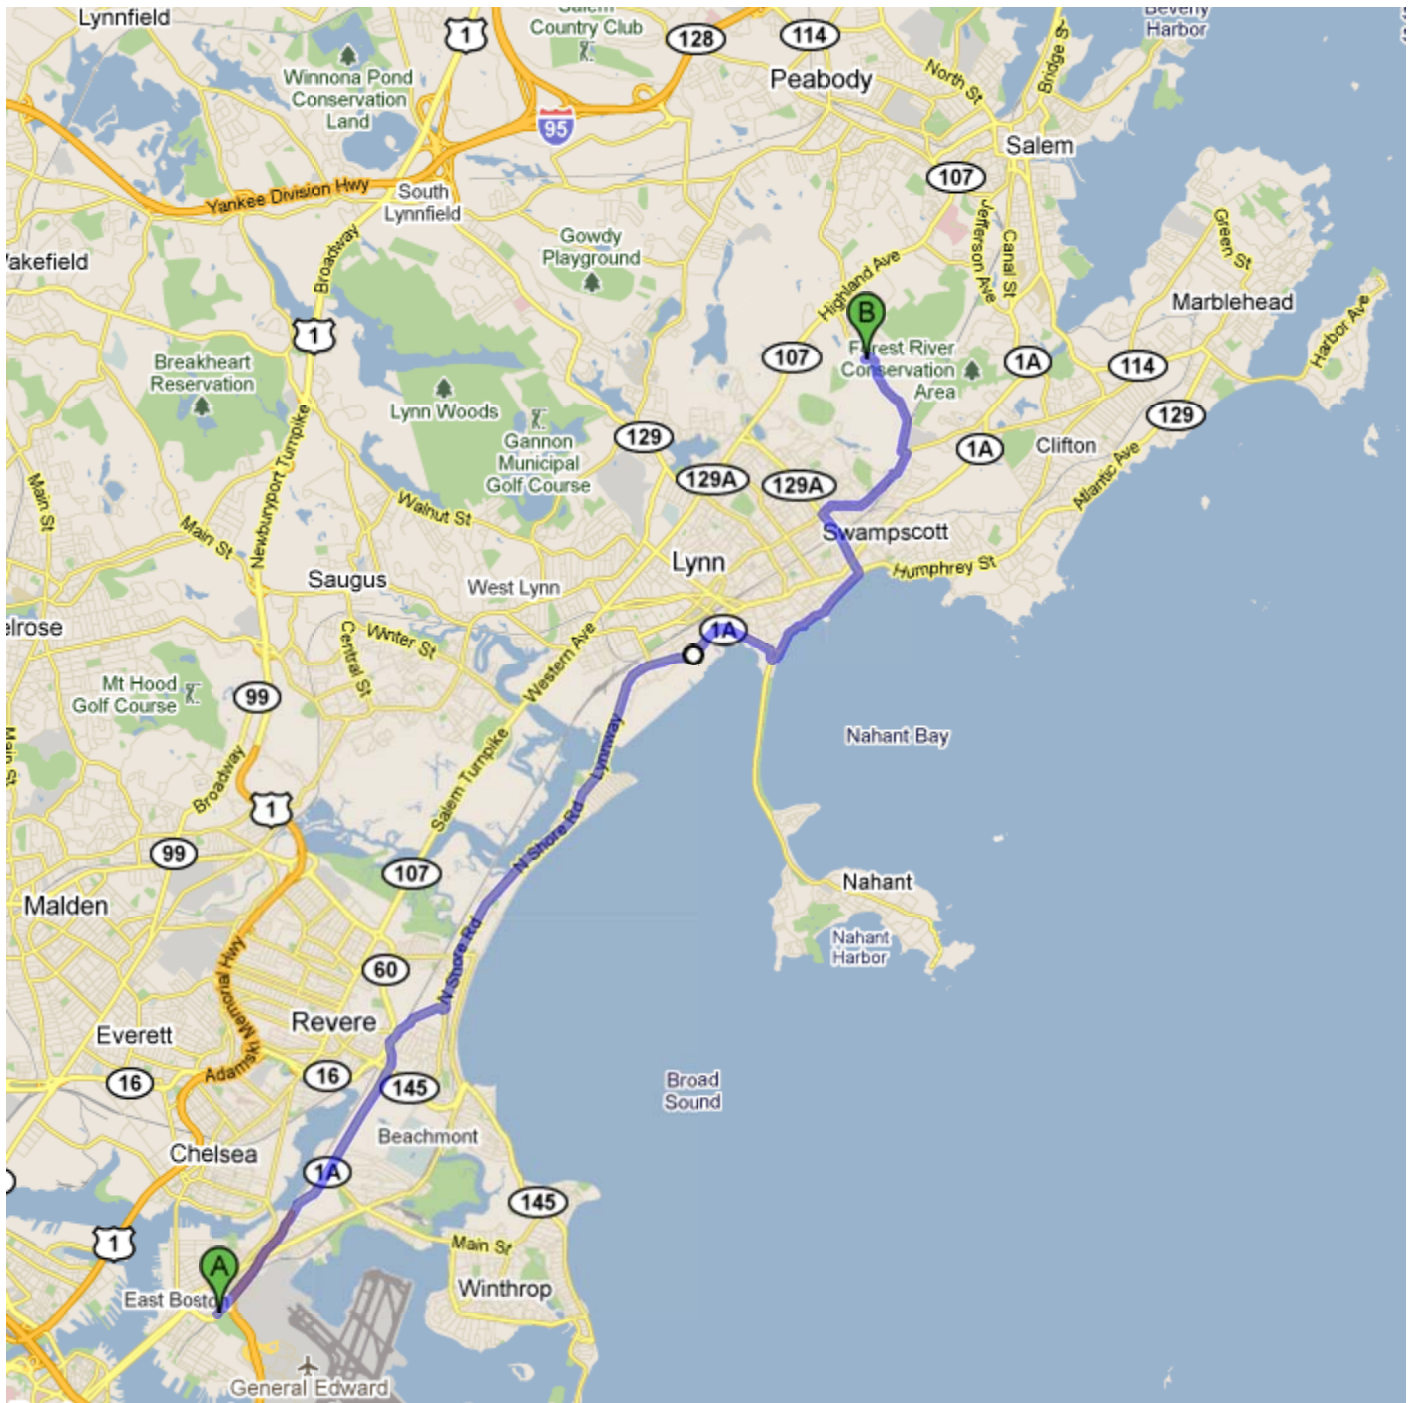 Lynnfield
Salem
Country Club
Beverly
Harbor
1
128
114
Winnona Pond
Conservation
Land
Peabody
North St
Bridge St
95
Salem
Yankee Division Hwy
South
Lynnfield
107
Jefferson Ave
Canal St
Green St
Broadway
Gowdy
Playground
akefield
Highland Ave
Marblehead
Harbor Ave
B
1
107
1A
114
Breakheart
Reservation
Forest River
Conservation
Area
Lynn Woods
129
Newburyport Turnpike
Gannon
Municipal
Golf Course
129
1A
Clifton
Atlantic Ave
129A
129A
Main St
Walnut St
Main St
Swampscott
Lynn
Humphrey St
Saugus
West Lynn
elrose
Central St
Winter St
Western Ave
1A
Mt Hood
Golf Course
99
Main St
Lynnway
Nahant Bay
Broadway
Salem Turnpike
1
N Shore Rd
99
107
Nahant
Malden
N Shore Rd
Nahant
Harbor
Adamski Memorial Hwy
60
Revere
Everett
16
16
145
Broad
Sound
Chelsea
Beachmont
1A
145
1
Main St
A
East Boston
Winthrop
General Edward